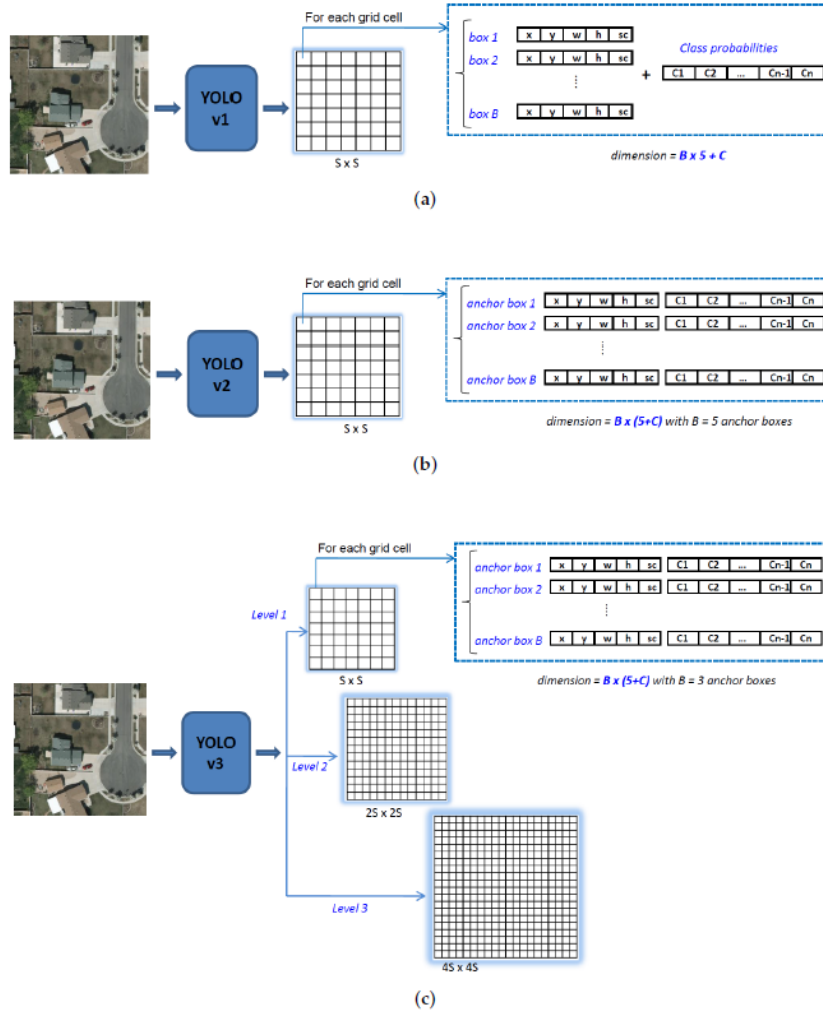 For each grid cell
YOLO
v1
S x S
box 1 x y w h sc
box 2 x y w h sc
box B x y w h sc
+
Class probabilities
C1 C2 ... Cn-1 Cn
dimension = B x 5 + C
(a)
For each grid cell
YOLO
v2
S x S
anchor box 1 x y w h sc C1 C2 ... Cn-1 Cn
anchor box 2 x y w h sc C1 C2 ... Cn-1 Cn
anchor box B x y w h sc C1 C2 ... Cn-1 Cn
dimension = B x (5+C) with B = 5 anchor boxes
(b)
For each grid cell
YOLO
v3
Level 1
S x S
anchor box 1 x y w h sc C1 C2 ... Cn-1 Cn
anchor box 2 x y w h sc C1 C2 ... Cn-1 Cn
anchor box B x y w h sc C1 C2 ... Cn-1 Cn
dimension = B x (5+C) with B = 3 anchor boxes
Level 2
2S x 2S
Level 3
4S x 4S
(c)